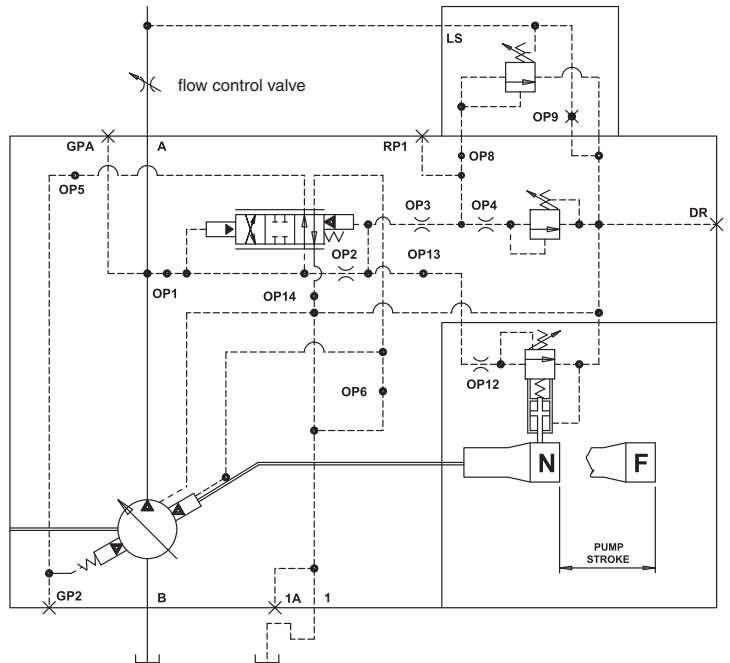 LS
flow control valve
OP9
GPA
A
RP1
OP8
OP5
OP3
OP4
DR
OP2
OP13
OP1
OP14
OP12
OP6
N
F
PUMP
STROKE
GP2
B
1A
1